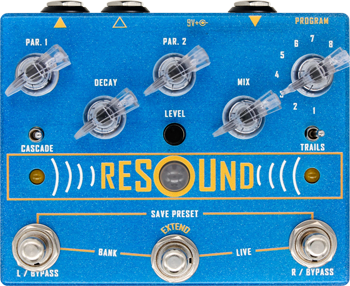 9V+
PROGRAM
PAR. 1
PAR. 2
7
6
8
5
DECAY
MIX
4
3
2
1
LEVEL
CASCADE
TRAILS
RESOUND
SAVE PRESET
EXTEND
BANK
LIVE
L / BYPASS
R / BYPASS